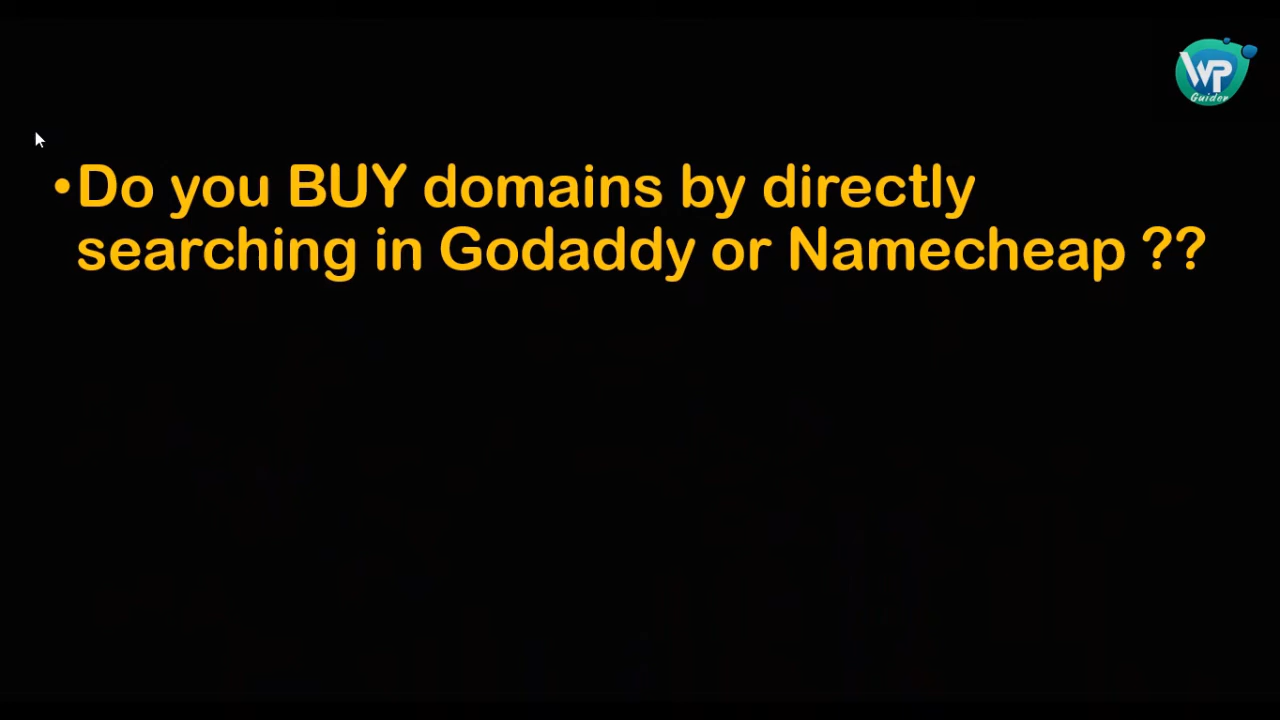 WP
Guider
•Do you BUY domains by directly
searching in Godaddy or Namecheap ??